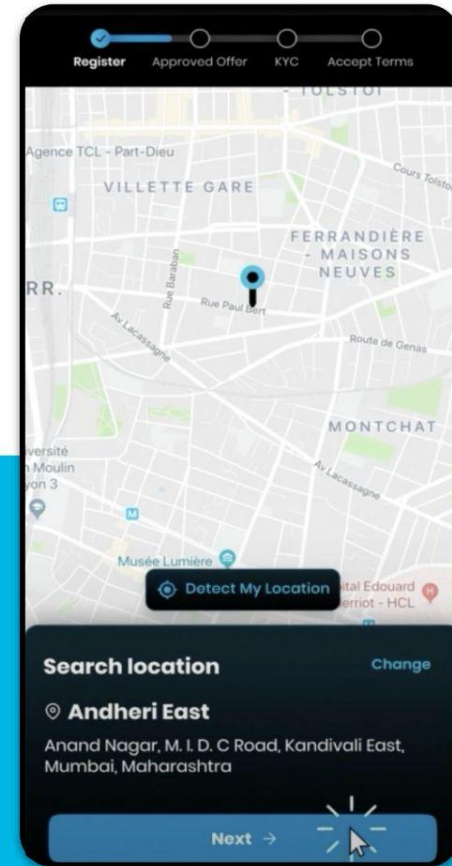 Register
Approved Offer
KYC
Accept Terms
- TOLSTOI
Agence TCL - Part-Dieu
Cours Tolstoi
VILLETTE GARE
FERRANDIÈRE
- MAISONS
NEUVES
RR.
Rue Baraban
Rue Paul Bert
Av Lacassagne
Route de Genas
MONTCHAT
versité
Moulin
yon 3
Av Lacassagne
M
Musée Lumière
Detect My Location
ital Edouard
erriot - HCL
H
Search location
Change
Andheri East
Anand Nagar, M. I. D. C Road, Kandivali East,
Mumbai, Maharashtra
Next →